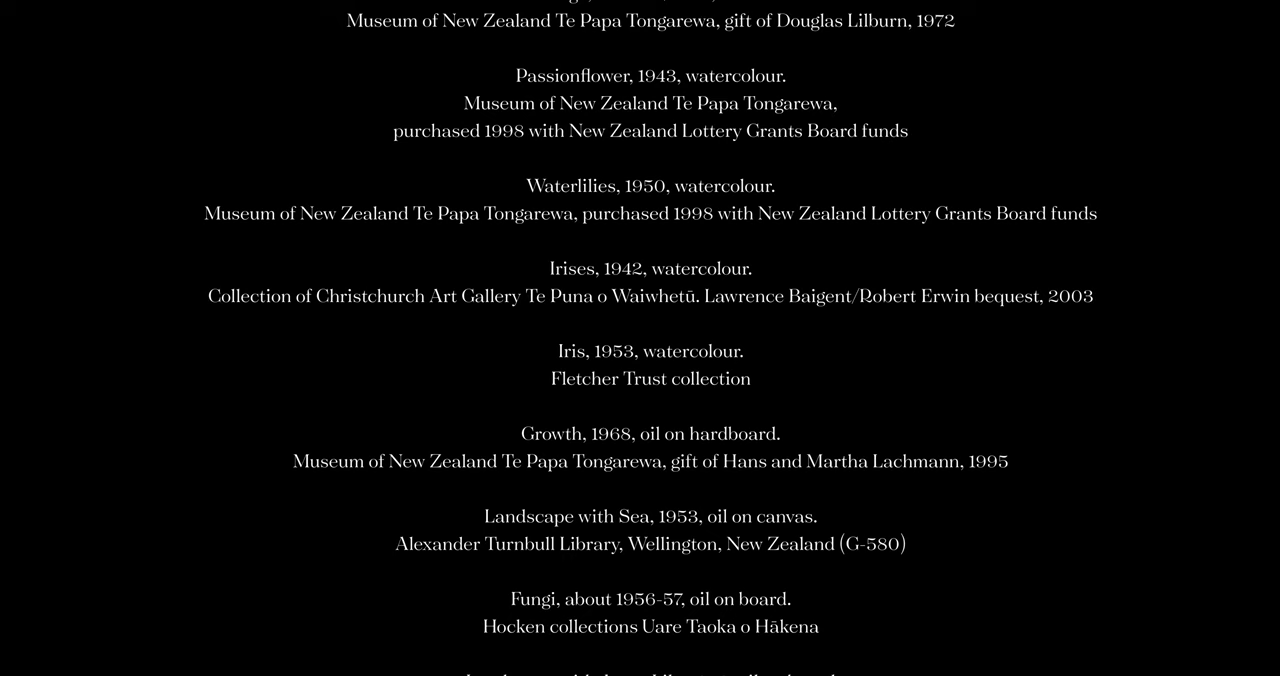 Museum of New Zealand Te Papa Tongarewa, gift of Douglas Lilburn, 1972
Passionflower, 1943, watercolour.
Museum of New Zealand Te Papa Tongarewa,
purchased 1998 with New Zealand Lottery Grants Board funds
Waterlilies, 1950, watercolour.
Museum of New Zealand Te Papa Tongarewa, purchased 1998 with New Zealand Lottery Grants Board funds
Irises, 1942, watercolour.
Collection of Christchurch Art Gallery Te Puna o Waiwhetū. Lawrence Baigent/Robert Erwin bequest, 2003
Iris, 1953, watercolour.
Fletcher Trust collection
Growth, 1968, oil on hardboard.
Museum of New Zealand Te Papa Tongarewa, gift of Hans and Martha Lachmann, 1995
Landscape with Sea, 1953, oil on canvas.
Alexander Turnbull Library, Wellington, New Zealand (G-580)
Fungi, about 1956-57, oil on board.
Hocken collections Uare Taoka o Hākena